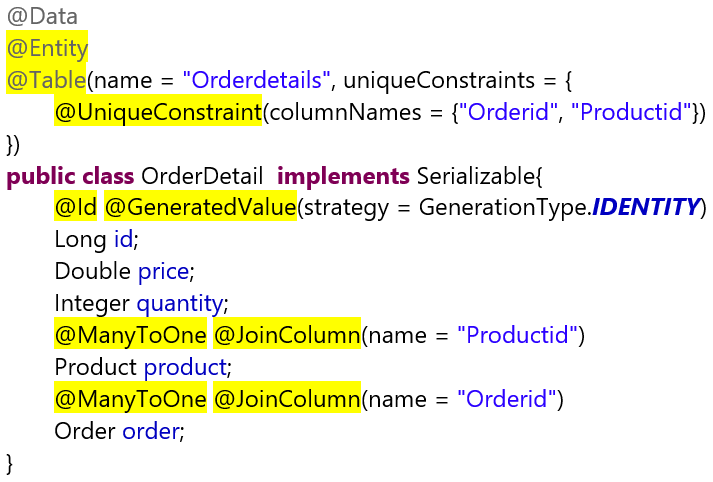 @Data
@Entity
@Table(name = "Orderdetails", uniqueConstraints = {
@UniqueConstraint(columnNames = {"Orderid", "Productid"})
})
public class OrderDetail implements Serializable{
@Id @GeneratedValue(strategy = GenerationType.IDENTITY)
Long id;
Double price;
Integer quantity;
@ManyToOne @JoinColumn(name = "Productid")
Product product;
@ManyToOne @JoinColumn(name = "Orderid")
Order order;
}